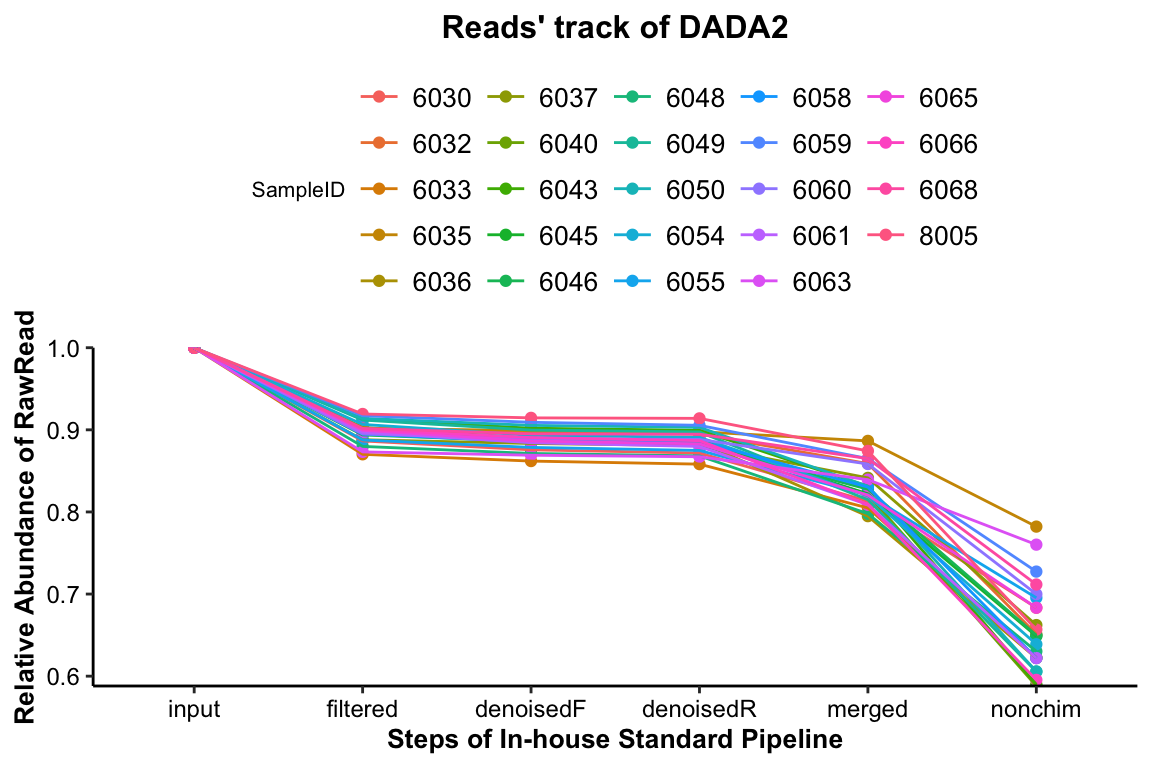 Reads' track of DADA2
6030 6037 6048 6058 6065
6032 6040 6049 6059 6066
SampleID 6033 6043 6050 6060 6068
6035 6045 6054 6061 8005
6036 6046 6055 6063
Relative Abundance of RawRead
1.0
0.9
0.8
0.7
0.6
input filtered denoisedF denoisedR merged nonchim
Steps of In-house Standard Pipeline